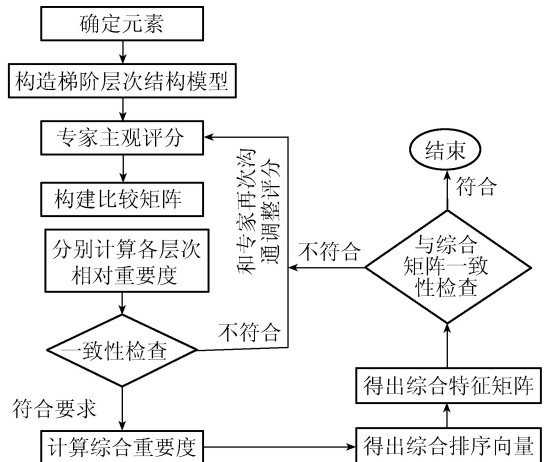 确定元素
构造梯阶层次结构模型
专家主观评分
构建比较矩阵
分别计算各层次
相对重要度
一致性检查
不符合
符合要求
计算综合重要度
和专家再次沟
通调整评分
不符合
结束
符合
与综合
矩阵一致
性检查
得出综合特征矩阵
得出综合排序向量